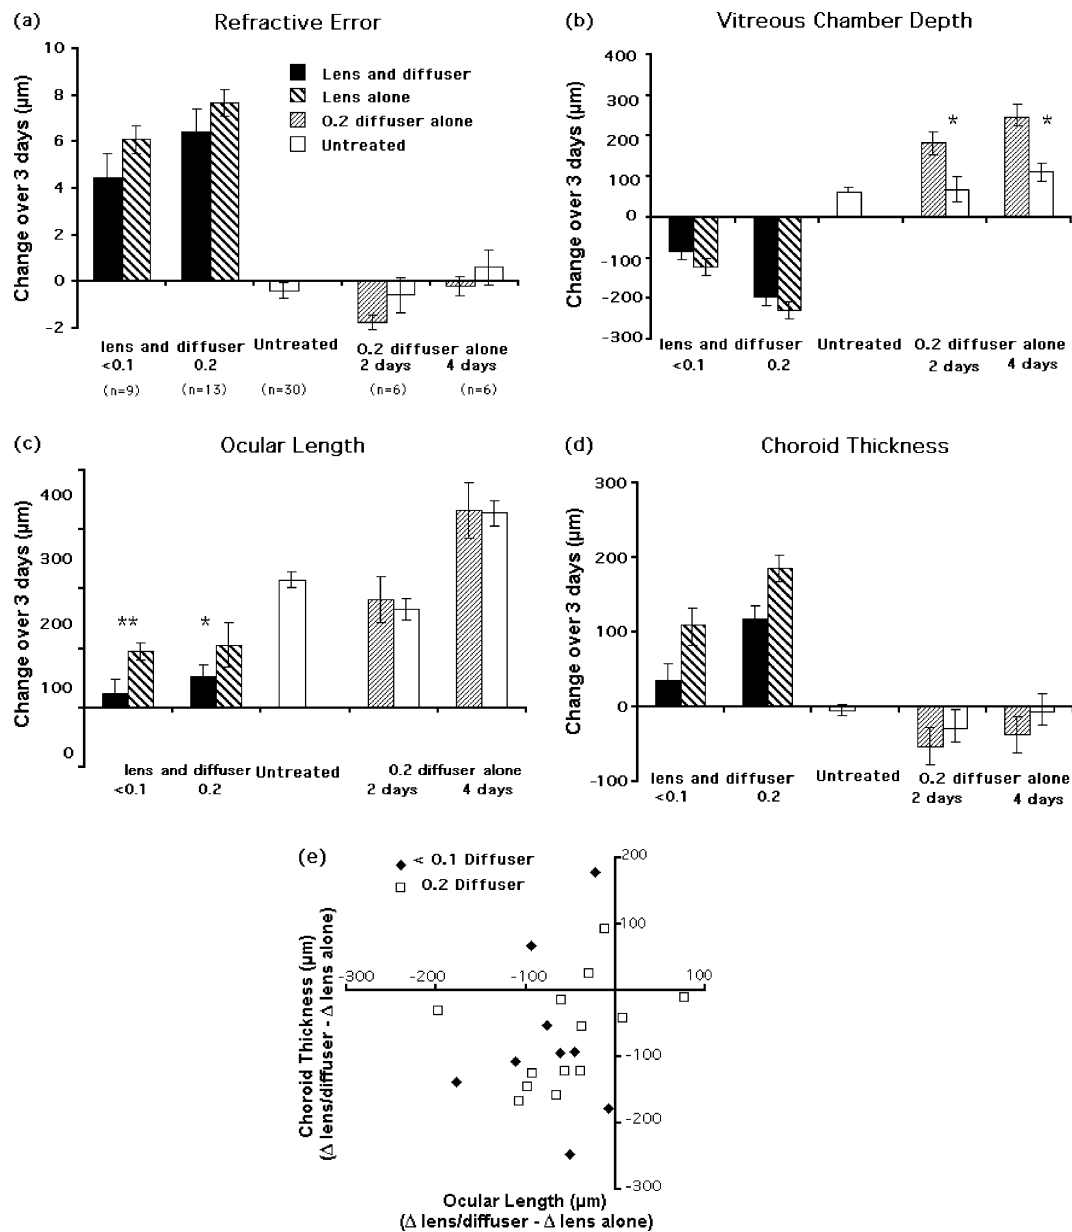 (a) Refractive Error
Change over 3 days (µm)
10
8
6
4
2
0
-2
Lens and diffuser
Lens alone
0.2 diffuser alone
Untreated
lens and diffuser Untreated 0.2 diffuser alone
<0.1 0.2 2 days 4 days
(n=9) (n=13) (n=30) (n=6) (n=6)
(b) Vitreous Chamber Depth
Change over 3 days (µm)
400
300
200
100
0
-100
-200
-300
* *
lens and diffuser Untreated 0.2 diffuser alone
<0.1 0.2 2 days 4 days
(c) Ocular Length
Change over 3 days (µm)
400
300
200
100
0
** *
lens and diffuser Untreated 0.2 diffuser alone
<0.1 0.2 2 days 4 days
(d) Choroid Thickness
Change over 3 days (µm)
300
200
100
0
-100
lens and diffuser Untreated 0.2 diffuser alone
<0.1 0.2 2 days 4 days
(e)
< 0.1 Diffuser
0.2 Diffuser
Choroid Thickness (µm)
(Δ lens/diffuser - Δ lens alone)
200
100
-300 -200 -100 100
-100
-200
-300
Ocular Length (µm)
(Δ lens/diffuser - Δ lens alone)